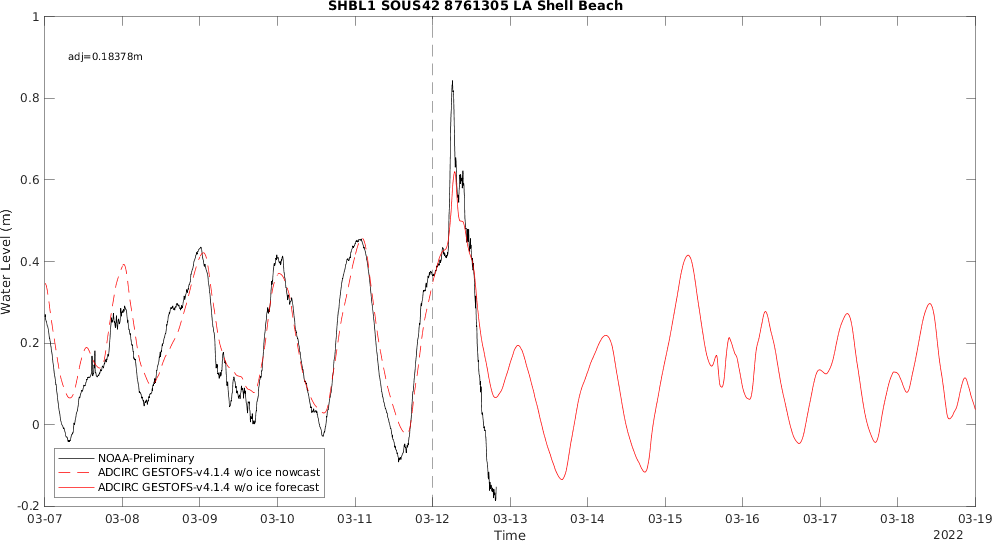 SHBL1 SOUS42 8761305 LA Shell Beach
adj=0.18378m
1
0.8
0.6
0.4
0.2
0
-0.2
Water Level (m)
NOAA-Preliminary
ADCIRC GESTOFS-v4.1.4 w/o ice nowcast
ADCIRC GESTOFS-v4.1.4 w/o ice forecast
03-07 03-08 03-09 03-10 03-11 03-12 03-13 03-14 03-15 03-16 03-17 03-18 03-19
Time
2022